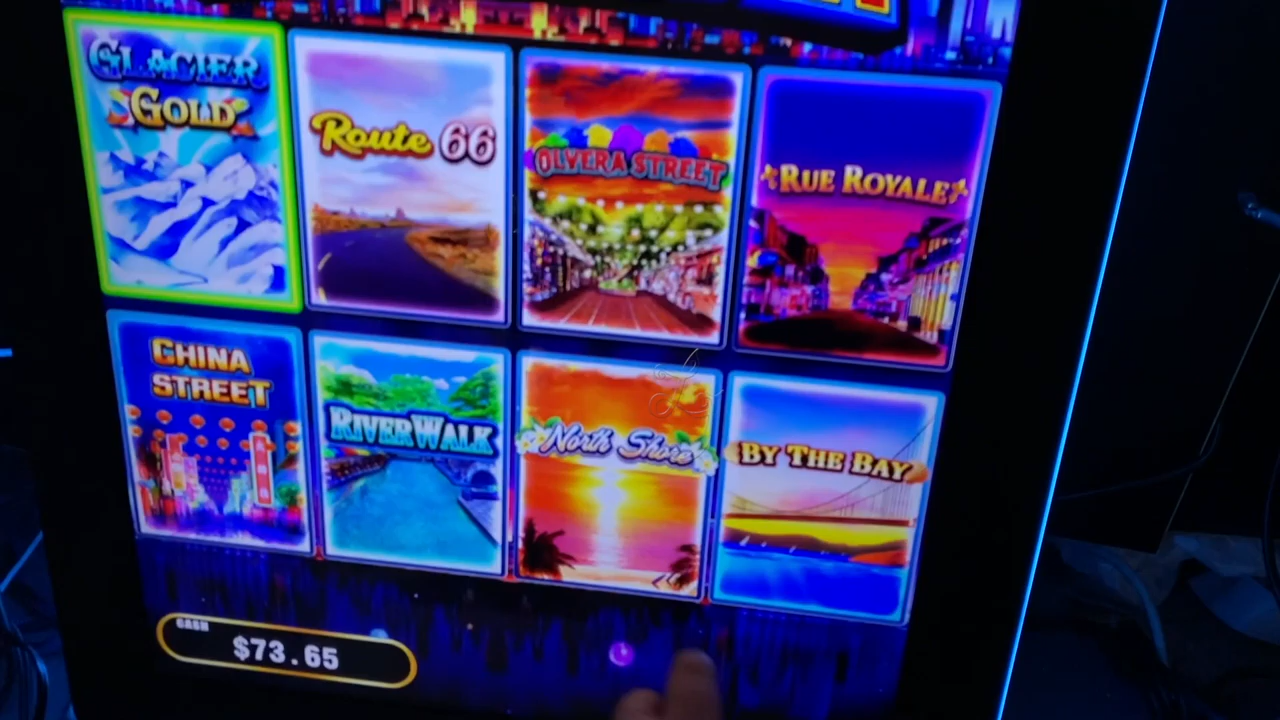 GLACIER
GOLD
Route 66
OLVERA STREET
RUE ROYALE
CHINA
STREET
RIVERWALK
North Shore
BY THE BAY
CASH
$73.65